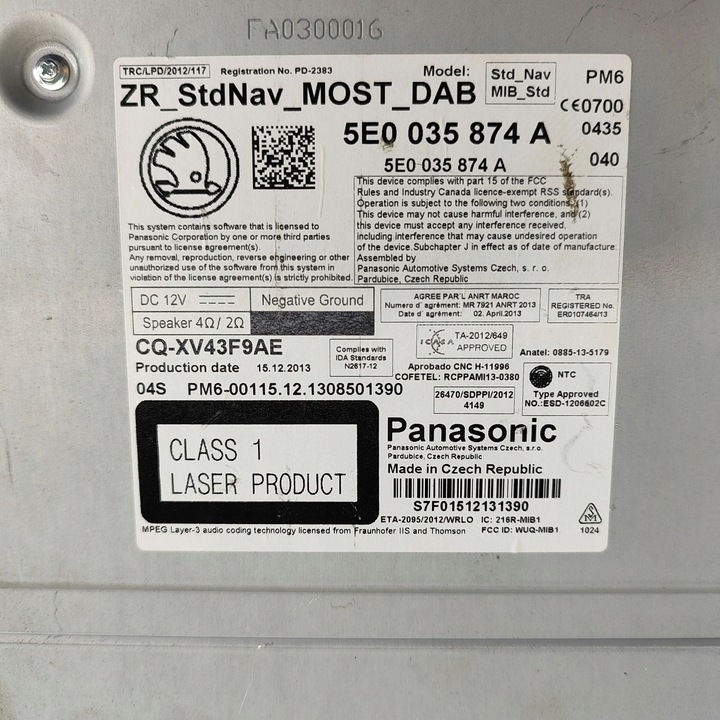 FA0300016
TRC/LPD/2012/117
Registration No. PD-2383
Model:
Std_Nav
MIB_Std
PM6
ZR_StdNav_MOST_DAB
CE0700
5E0 035 874 A
0435
5E0 035 874 A
040
This device complies with part 15 of the FCC
Rules and Industry Canada licence-exempt RSS standard(s).
Operation is subject to the following two conditions, (1)
This device may not cause harmful interference, and (2)
this device must accept any interference received,
including interference that may cause undesired operation
of the device.Subchapter J in effect as of date of manufacture.
Assembled by
Panasonic Automotive Systems Czech, s. r. o.
Pardubice, Czech Republic
This system contains software that is licensed to
Panasonic Corporation by one or more third parties
pursuant to license agreement(s).
Any removal, reproduction, reverse engineering or other
unauthorized use of the software from this system in
violation of the license agreement(s) is strictly prohibited.
DC 12V
Negative Ground
Speaker 4Ω / 2Ω
AGREE PAR'L ANRT MAROC
Numero d' agrément: MR 7921 ANRT 2013
Date d' agrément: 02. April.2013
TRA
REGISTERED No.
ER0107464/13
CQ-XV43F9AE
Production date 15.12.2013
Complies with
IDA Standards
N2617-12
ICASA
TA-2012/649
APPROVED
Anatel: 0885-13-5179
04S PM6-00115.12.1308501390
Aprobado CNC H-11996
COFETEL: RCPPAMI13-0380
NTC
Type Approved
NO.:ESD-1206602C
26470/SDPPI/2012
4149
CLASS 1
LASER PRODUCT
Panasonic
Panasonic Automotive Systems Czech, s.r.o.
Pardubice, Czech Republic
Made in Czech Republic
S7F01512131390
ETA-2095/2012/WRLO IC: 216R-MIB1
FCC ID: WUQ-MIB1
1024
MPEG Layer-3 audio coding technology licensed from Fraunhofer IIS and Thomson